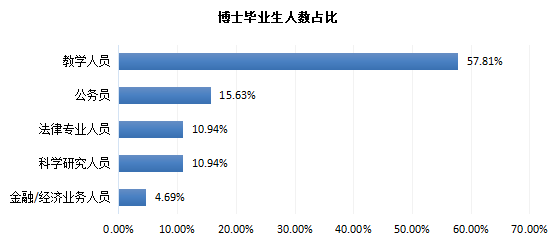 博士毕业生人数占比
教学人员
57.81%
公务员
15.63%
法律专业人员
10.94%
科学研究人员
10.94%
金融/经济业务人员
4.69%
0.00% 10.00% 20.00% 30.00% 40.00% 50.00% 60.00% 70.00%